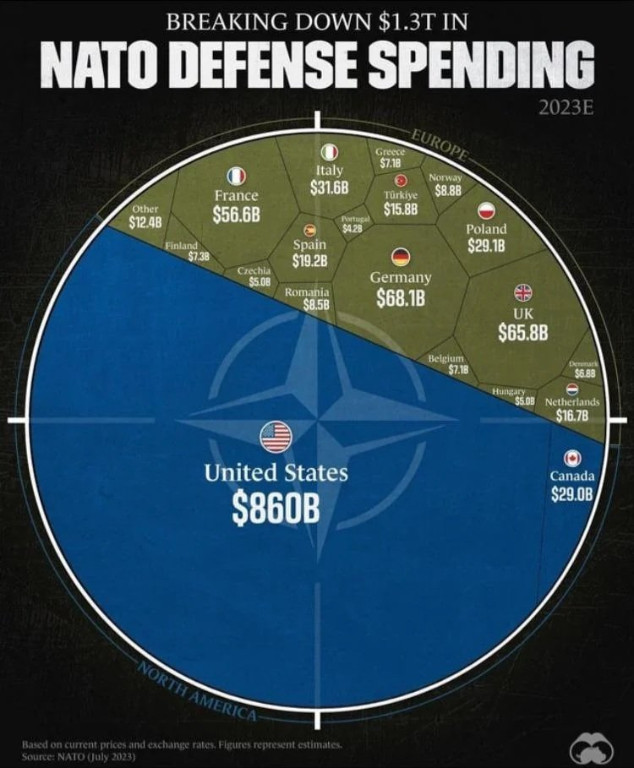 BREAKING DOWN $1.3T IN
NATO DEFENSE SPENDING
2023E
EUROPE
Greece
$7.1B
Italy
$31.6B
France
$56.6B
Türkiye
$15.8B
Norway
$8.8B
Other
$12.4B
Portugal
$4.2B
Poland
$29.1B
Finland
$7.3B
Spain
$19.2B
Czechia
$5.0B
Germany
$68.1B
Romania
$8.5B
UK
$65.8B
Belgium
$7.1B
Denmark
$6.8B
Hungary
$5.0B
Netherlands
$16.7B
United States
$860B
Canada
$29.0B
NORTH AMERICA
Based on current prices and exchange rates. Figures represent estimates.
Source: NATO (July 2023)